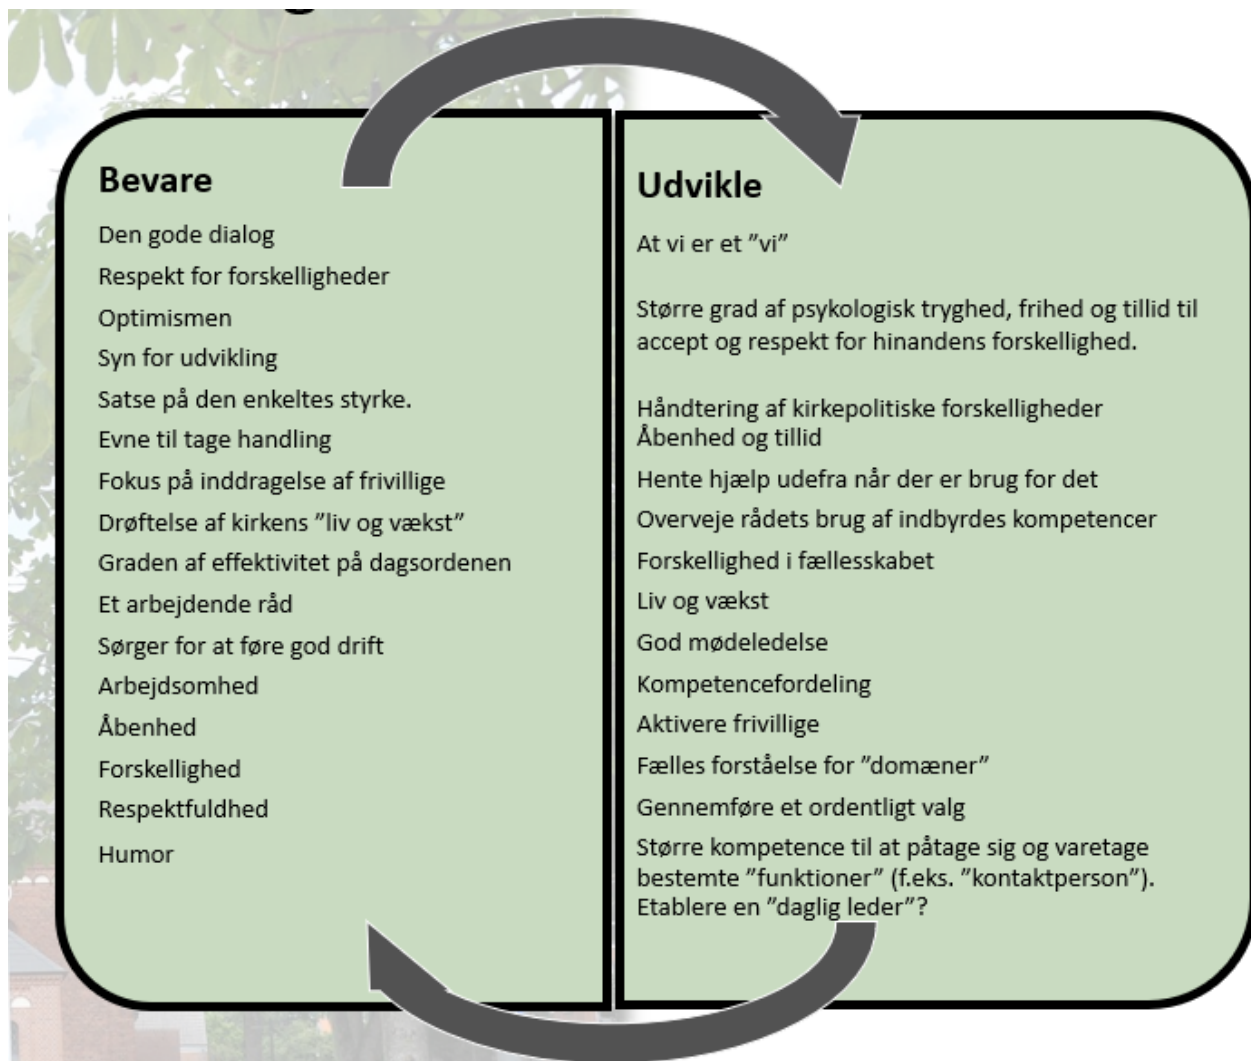 Bevare
Den gode dialog
Respekt for forskelligheder
Optimismen
Syn for udvikling
Satse på den enkeltes styrke.
Evne til tage handling
Fokus på inddragelse af frivillige
Drøftelse af kirkens ”liv og vækst”
Graden af effektivitet på dagsordenen
Et arbejdende råd
Sørger for at føre god drift
Arbejdsomhed
Åbenhed
Forskellighed
Respektfuldhed
Humor
Udvikle
At vi er et ”vi”
Større grad af psykologisk tryghed, frihed og tillid til
accept og respekt for hinandens forskellighed.
Håndtering af kirkepolitiske forskelligheder
Åbenhed og tillid
Hente hjælp udefra når der er brug for det
Overveje rådets brug af indbyrdes kompetencer
Forskellighed i fællesskabet
Liv og vækst
God mødeledelse
Kompetencefordeling
Aktivere frivillige
Fælles forståelse for ”domæner”
Gennemføre et ordentligt valg
Større kompetence til at påtage sig og varetage
bestemte ”funktioner” (f.eks. ”kontaktperson”).
Etablere en ”daglig leder”?